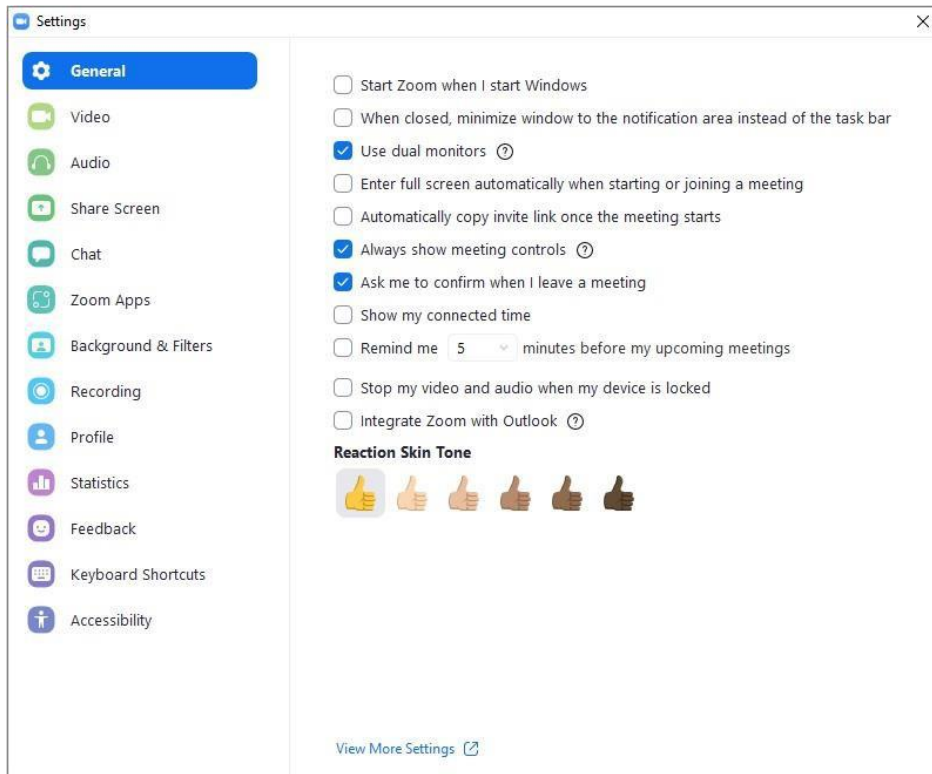 Settings
General
Video
Audio
Share Screen
Chat
Zoom Apps
Background & Filters
Recording
Profile
Statistics
Feedback
Keyboard Shortcuts
Accessibility
Start Zoom when I start Windows
When closed, minimize window to the notification area instead of the task bar
Use dual monitors
Enter full screen automatically when starting or joining a meeting
Automatically copy invite link once the meeting starts
Always show meeting controls
Ask me to confirm when I leave a meeting
Show my connected time
Remind me 5 minutes before my upcoming meetings
Stop my video and audio when my device is locked
Integrate Zoom with Outlook
Reaction Skin Tone
View More Settings